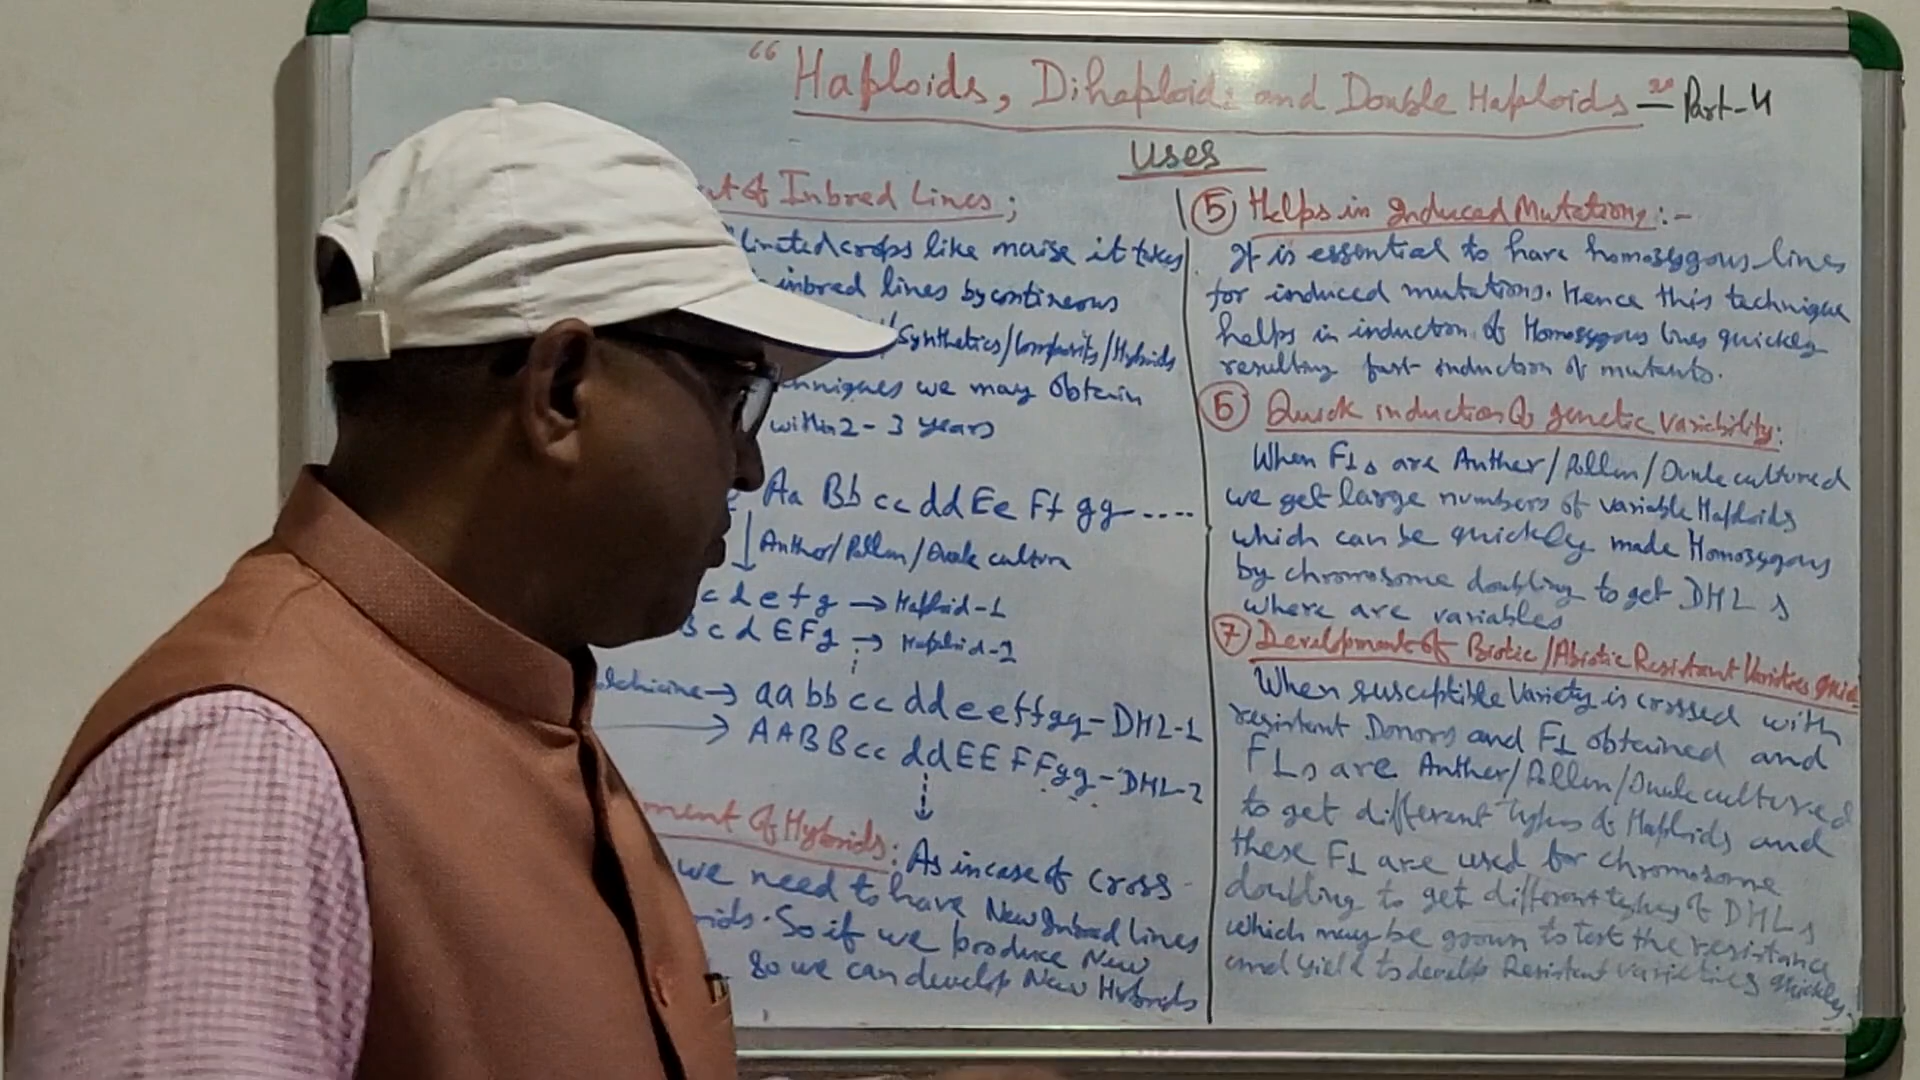 "Haploids, Dihaploids and Double Haploids" - Part-4
Uses
Inbred Lines;
crops like maize it takes
inbred lines by contineous
/Synthetics/Composits/Hybrids
we may obtain
within 2-3 years
Aa Bb cc dd Ee Ff gg ....
Anther/Pollen/Ovule culture
c d e f g → Haploid-1
B c d E F g → Haploid-2
→ aa bb cc dd ee ff gg - DHL-1
→ AA BB cc dd EE FF gg - DHL-2
of Hybrids: As in case of Cross-
we need to have New Inbred lines
So if we produce New
So we can develop New Hybrids
5 Helps in Induced Mutations:-
It is essential to have homozygous lines
for induced mutations. Hence this technique
helps in induction of Homozygous lines quickly
resulting fast induction of mutants.
6 Quick induction of genetic variability:
When F1s are Anther/Pollen/Ovule cultured
we get large numbers of variable Haploids
which can be quickly made Homozygous
by chromosome doubling to get DHLs
where are variables
7 Development of Biotic/Abiotic Resistant Varieties
When susceptible Variety is crossed with
resistant Donors and F1 obtained and
F1s are Anther/Pollen/Ovule cultured
to get different types of Haploids and
these F1 are used for chromosome
doubling to get different types of DHLs
which may be grown to test the resistance
and yield to develop Resistant varieties quickly.